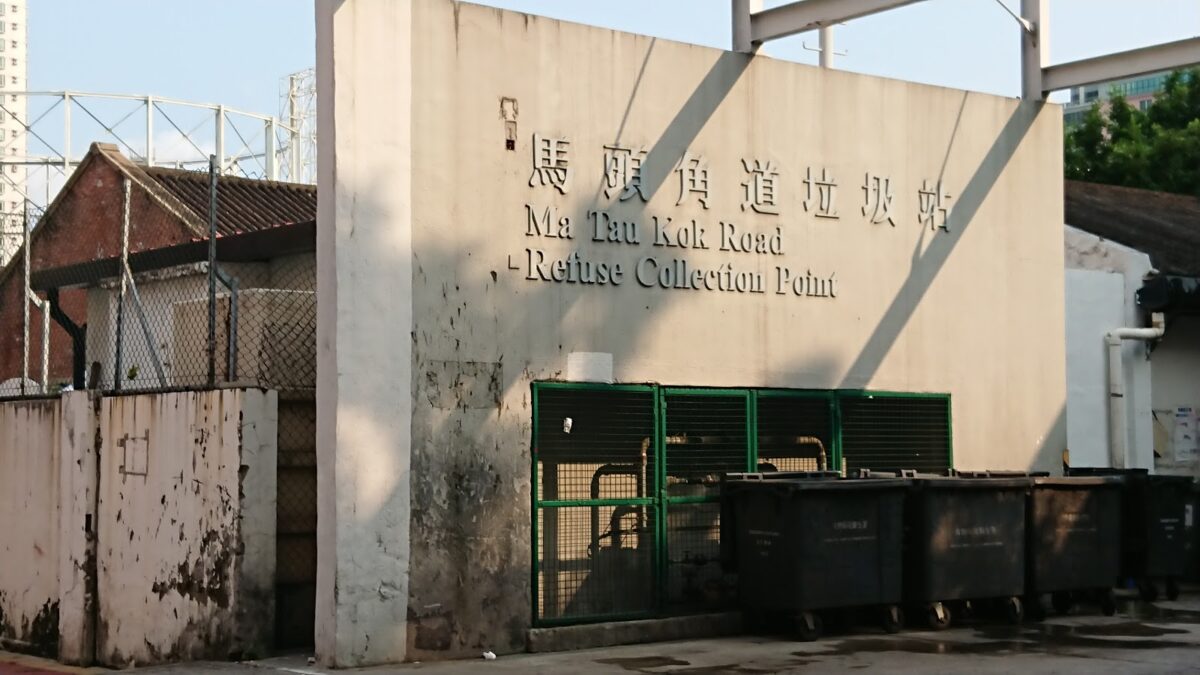 馬頭角道垃圾站
Ma Tau Kok Road
Refuse Collection Point